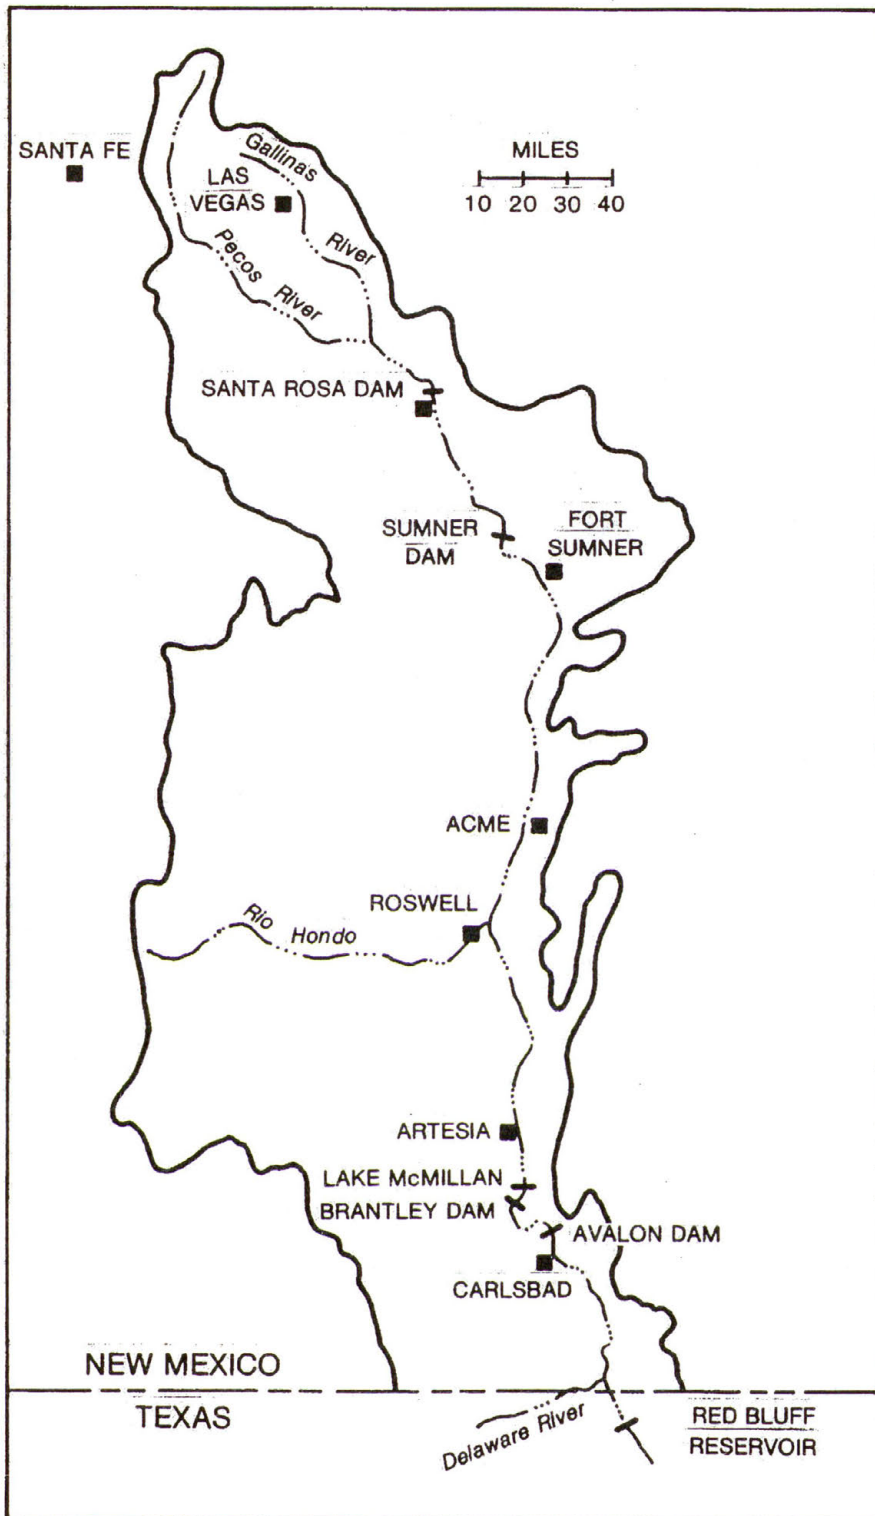 SANTA FE
Gallinas
River
LAS
VEGAS
MILES
10 20 30 40
Pecos
River
SANTA ROSA DAM
SUMNER
DAM
FORT
SUMNER
ACME
ROSWELL
Rio
Hondo
ARTESIA
LAKE McMILLAN
BRANTLEY DAM
AVALON DAM
CARLSBAD
NEW MEXICO
TEXAS
Delaware River
RED BLUFF
RESERVOIR